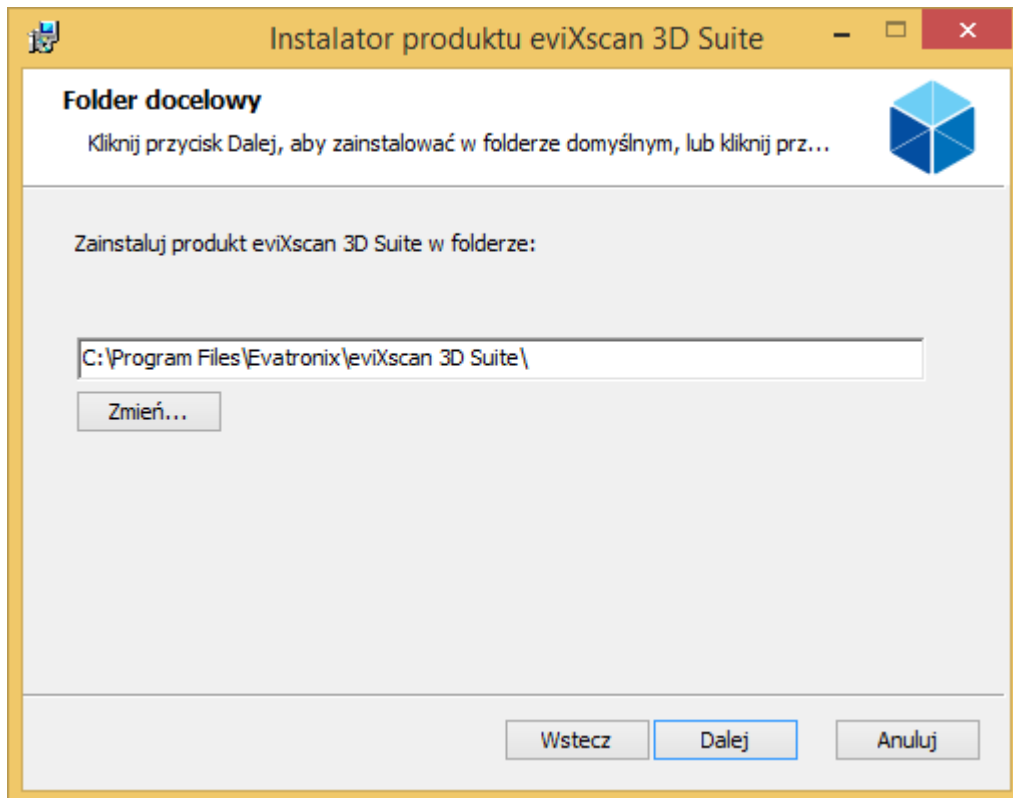 Instalator produktu eviXscan 3D Suite
Folder docelowy
Kliknij przycisk Dalej, aby zainstalować w folderze domyślnym, lub kliknij prz...
Zainstaluj produkt eviXscan 3D Suite w folderze:
C:\Program Files\Evatronix\eviXscan 3D Suite\
Zmień...
Wstecz Dalej Anuluj